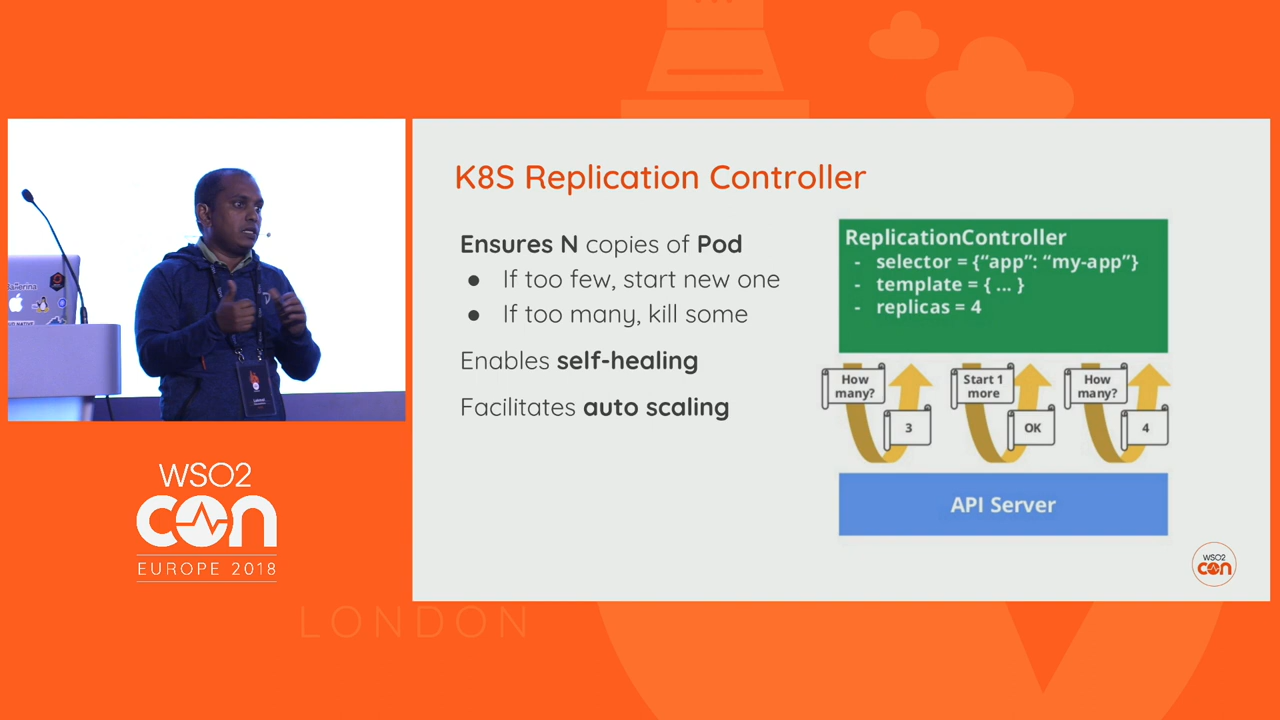 K8S Replication Controller
Ensures N copies of Pod
● If too few, start new one
● If too many, kill some
Enables self-healing
Facilitates auto scaling
ReplicationController
- selector = {“app”: “my-app”}
- template = { ... }
- replicas = 4
How many?
3
Start 1 more
OK
How many?
4
API Server
WSO2
con
WSO2
con
EUROPE 2018
LONDON